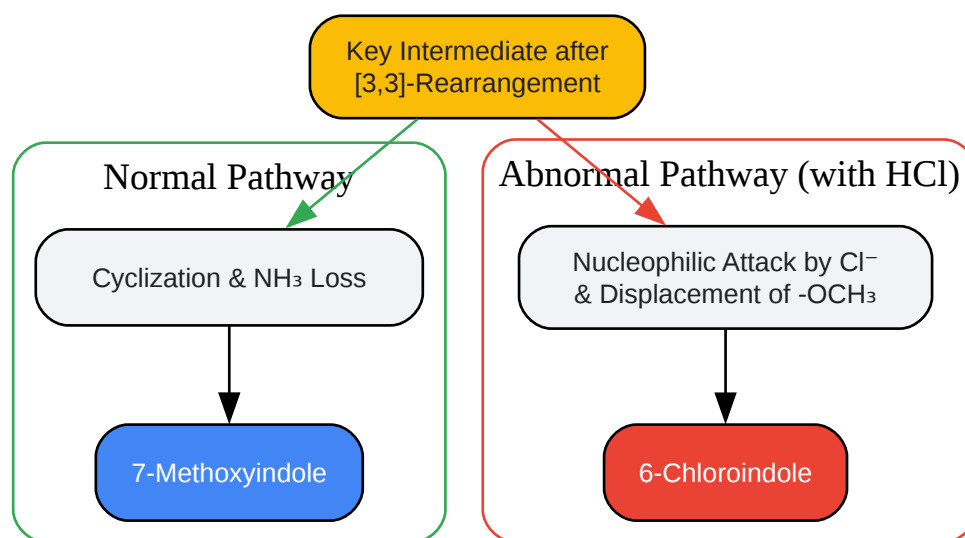 Key Intermediate after
[3,3]-Rearrangement
Normal Pathway
Cyclization & NH₃ Loss
7-Methoxyindole
Abnormal Pathway (with HCl)
Nucleophilic Attack by Cl⁻
& Displacement of -OCH₃
6-Chloroindole